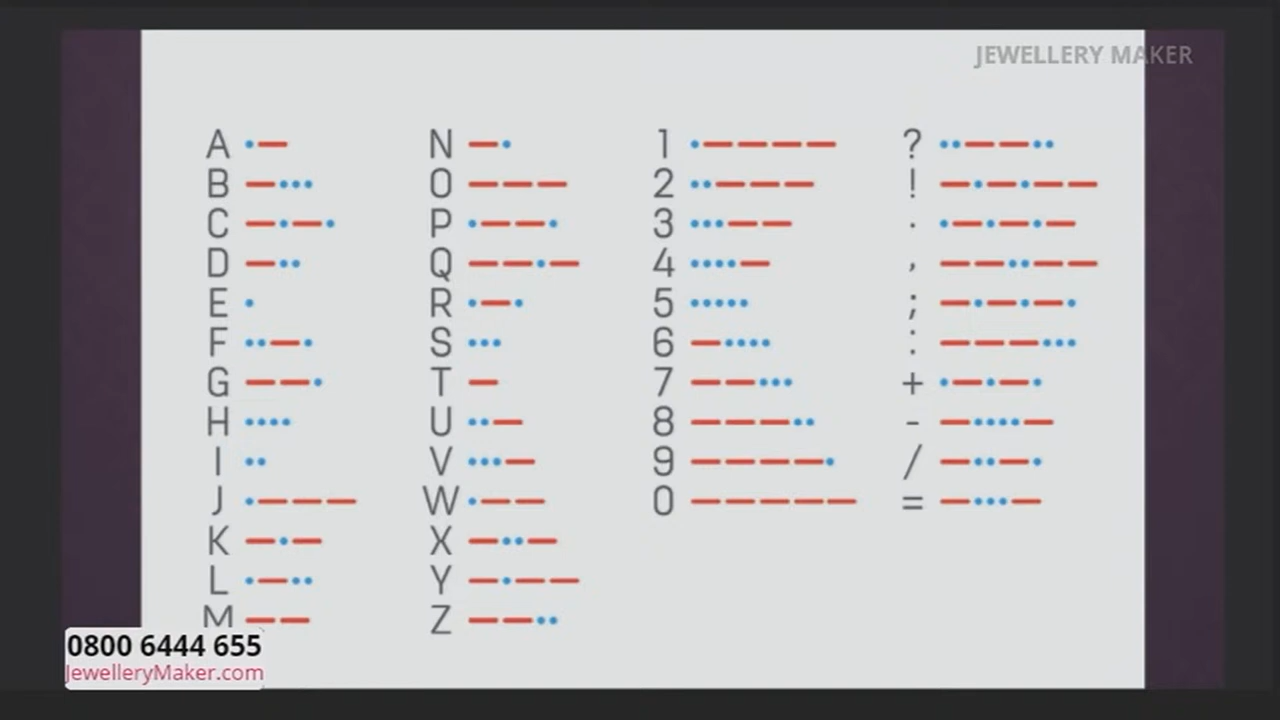 JEWELLERY MAKER
A •—
B —•••
C —•—•
D —••
E •
F ••—•
G ——•
H ••••
I ••
J •———
K —•—
L •—••
M ——
N —•
O ———
P •——•
Q ——•—
R •—•
S •••
T —
U ••—
V •••—
W •——
X —••—
Y —•——
Z ——••
1 •————
2 ••———
3 •••——
4 ••••—
5 •••••
6 —••••
7 ——•••
8 ———••
9 ————•
0 —————
? ••——••
! —•—•——
. •—•—•—
, ——••——
; —•—•—•
: ———•••
+ •—•—•
- —••••—
/ —••—•
= —•••—
0800 6444 655
JewelleryMaker.com